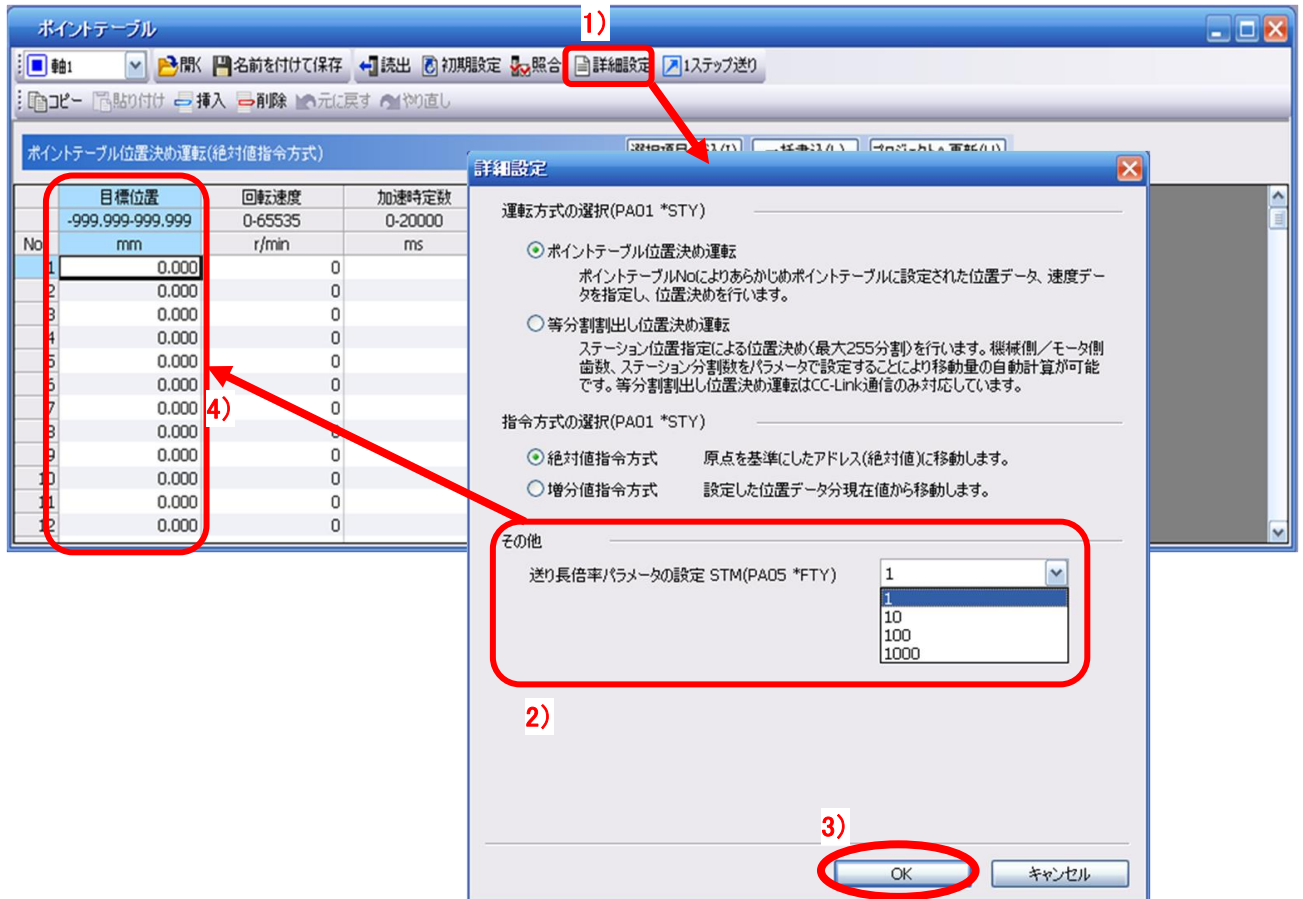 1)
ポイントテーブル
軸1 開く 名前を付けて保存 読出 初期設定 照合 詳細設定 1ステップ送り
コピー 貼り付け 挿入 削除 元に戻す やり直し
ポイントテーブル位置決め運転(絶対値指令方式)
目標位置 回転速度 加速時定数
-999.999-999.999 0-65535 0-20000
No mm r/min ms
1 0.000 0
2 0.000 0
3 0.000 0
4 0.000 0
5 0.000 0
6 0.000 0
7 0.000 0
8 0.000 0
9 0.000 0
10 0.000 0
11 0.000 0
12 0.000 0
4)
詳細設定
運転方式の選択(PA01 *STY)
ポイントテーブル位置決め運転
ポイントテーブルNoによりあらかじめポイントテーブルに設定された位置データ、速度デー
タを指定し、位置決めを行います。
等分割割出し位置決め運転
ステーション位置指定による位置決め(最大255分割)を行います。機械側/モータ側
歯数、ステーション分割数をパラメータで設定することにより移動量の自動計算が可能
です。等分割割出し位置決め運転はCC-Link通信のみ対応しています。
指令方式の選択(PA01 *STY)
絶対値指令方式 原点を基準にしたアドレス(絶対値)に移動します。
増分値指令方式 設定した位置データ分現在値から移動します。
その他
送り長倍率パラメータの設定 STM(PA05 *FTY) 1
1
10
100
1000
2)
3)
OK キャンセル